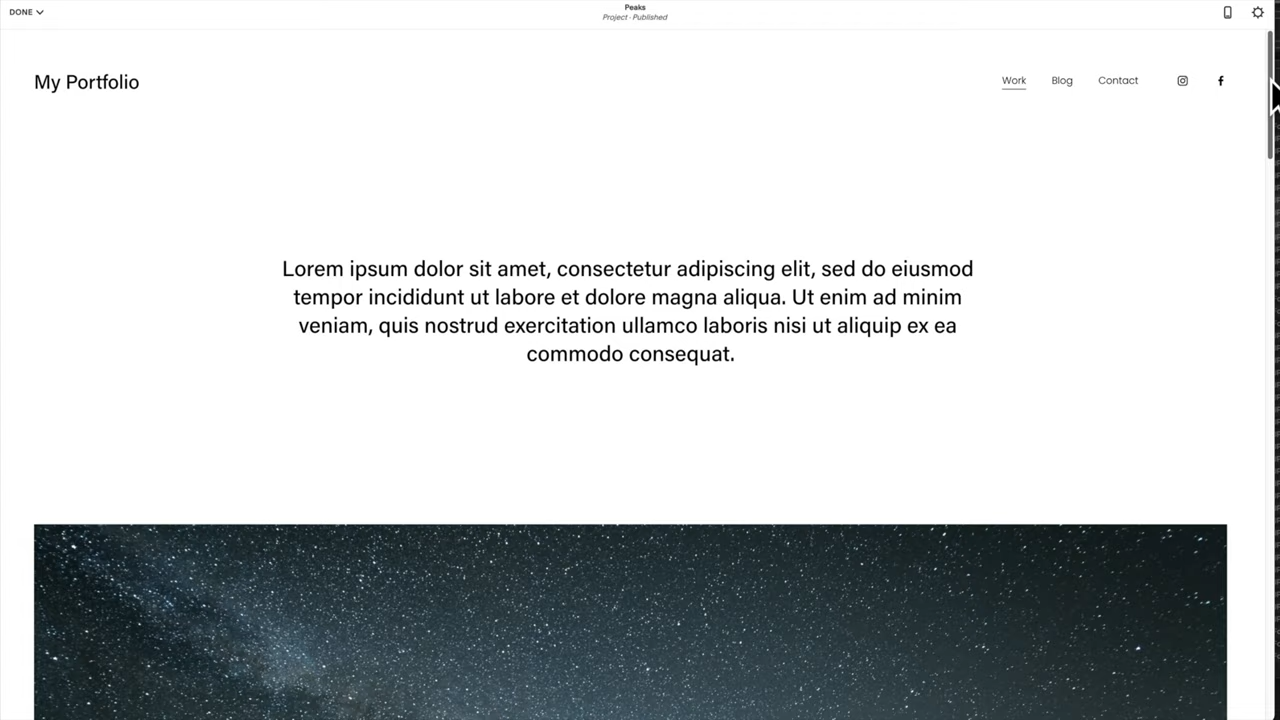 DONE
Peaks
Project · Published
My Portfolio
Work
Blog
Contact
Lorem ipsum dolor sit amet, consectetur adipiscing elit, sed do eiusmod
tempor incididunt ut labore et dolore magna aliqua. Ut enim ad minim
veniam, quis nostrud exercitation ullamco laboris nisi ut aliquip ex ea
commodo consequat.